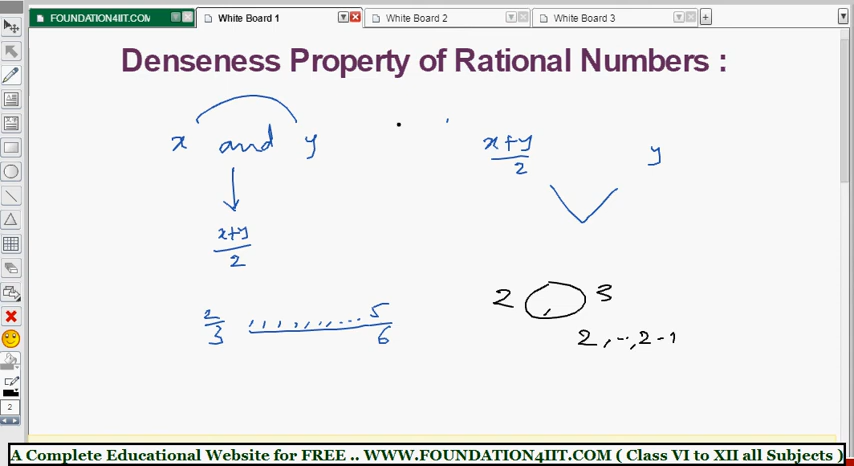 FOUNDATION4IIT.COM White Board 1 White Board 2 White Board 3
Denseness Property of Rational Numbers :
x and y
x+y
2
x+y
2
y
2
3
,,,,,,,...
5
6
2 , 3
2, --, 2-1
2
A Complete Educational Website for FREE .. WWW.FOUNDATION4IIT.COM ( Class VI to XII all Subjects )